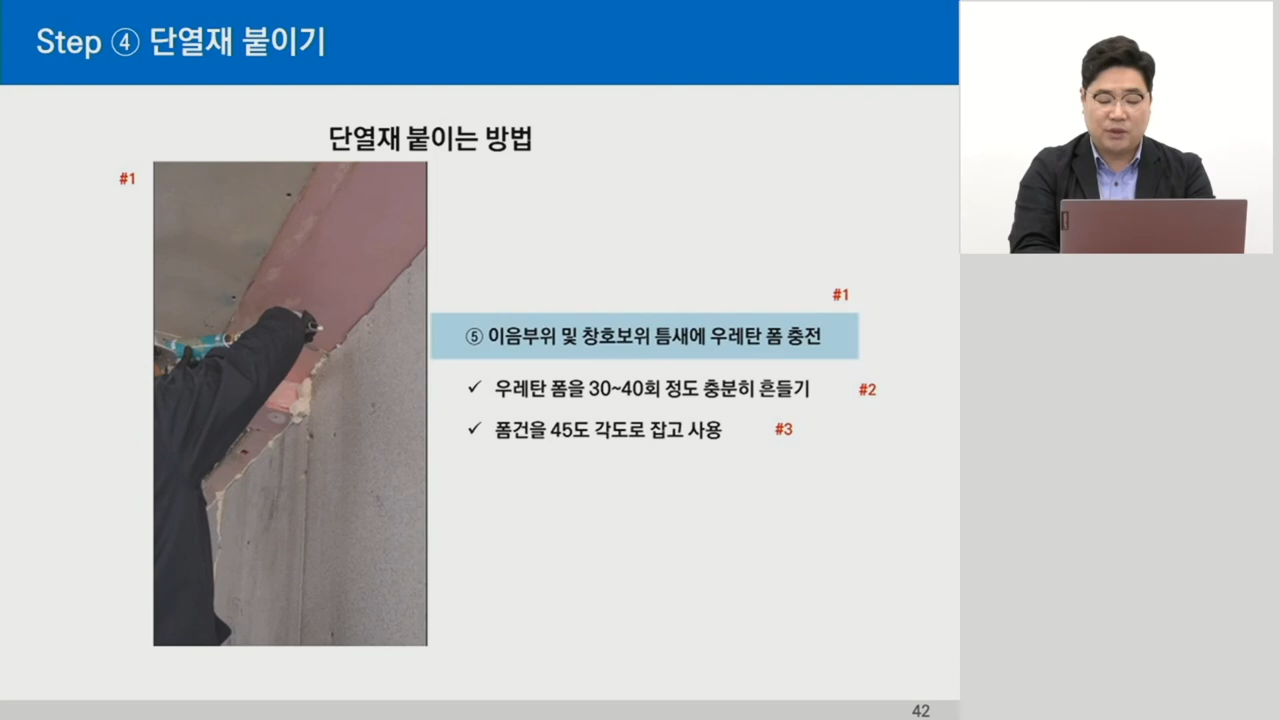 Step ④ 단열재 붙이기
단열재 붙이는 방법
#1
#1
⑤ 이음부위 및 창호보위 틈새에 우레탄 폼 충전
✓ 우레탄 폼을 30~40회 정도 충분히 흔들기 #2
✓ 폼건을 45도 각도로 잡고 사용 #3
42